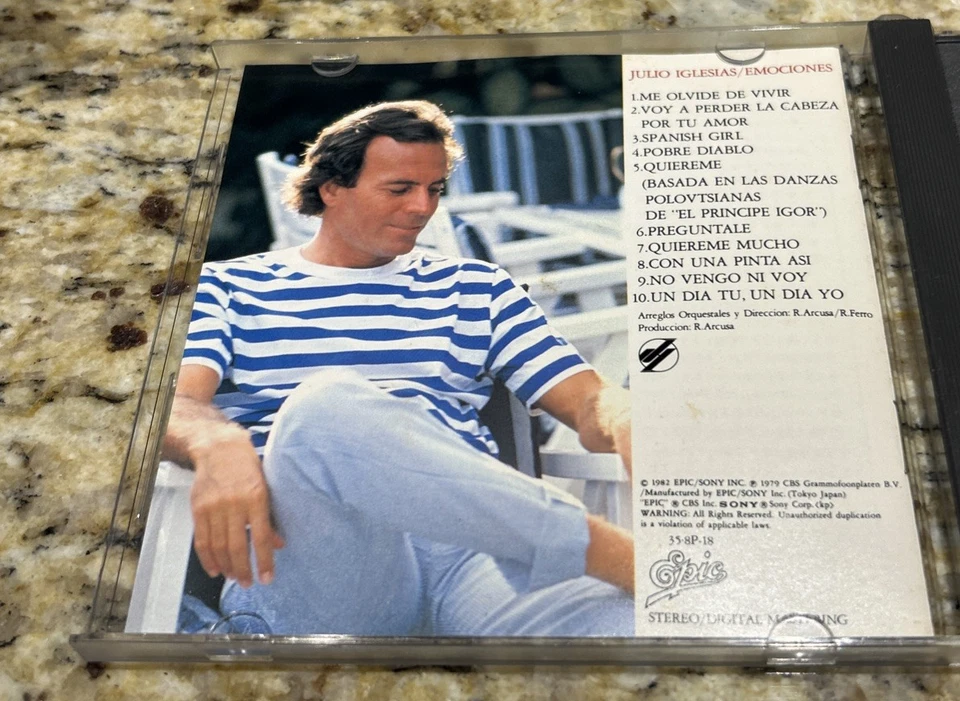 JULIO IGLESIAS/EMOCIONES
1.ME OLVIDE DE VIVIR
2.VOY A PERDER LA CABEZA
POR TU AMOR
3.SPANISH GIRL
4.POBRE DIABLO
5.QUIEREME
(BASADA EN LAS DANZAS
POLOVTSIANAS
DE "EL PRINCIPE IGOR")
6.PREGUNTALE
7.QUIEREME MUCHO
8.CON UNA PINTA ASI
9.NO VENGO NI VOY
10.UN DIA TU, UN DIA YO
Arreglos Orquestales y Direccion: R.Arcusa/R.Ferro
Produccion: R.Arcusa
© 1982 EPIC/SONY INC. ℗ 1979 CBS Grammofoonplaten B.V.
/Manufactured by EPIC/SONY Inc. (Tokyo Japan)
"EPIC" ® CBS Inc. SONY ® Sony Corp. (kp)
WARNING: All Rights Reserved. Unauthorized duplication
is a violation of applicable laws.
35·8P-18
Epic
STEREO/DIGITAL MASTERING